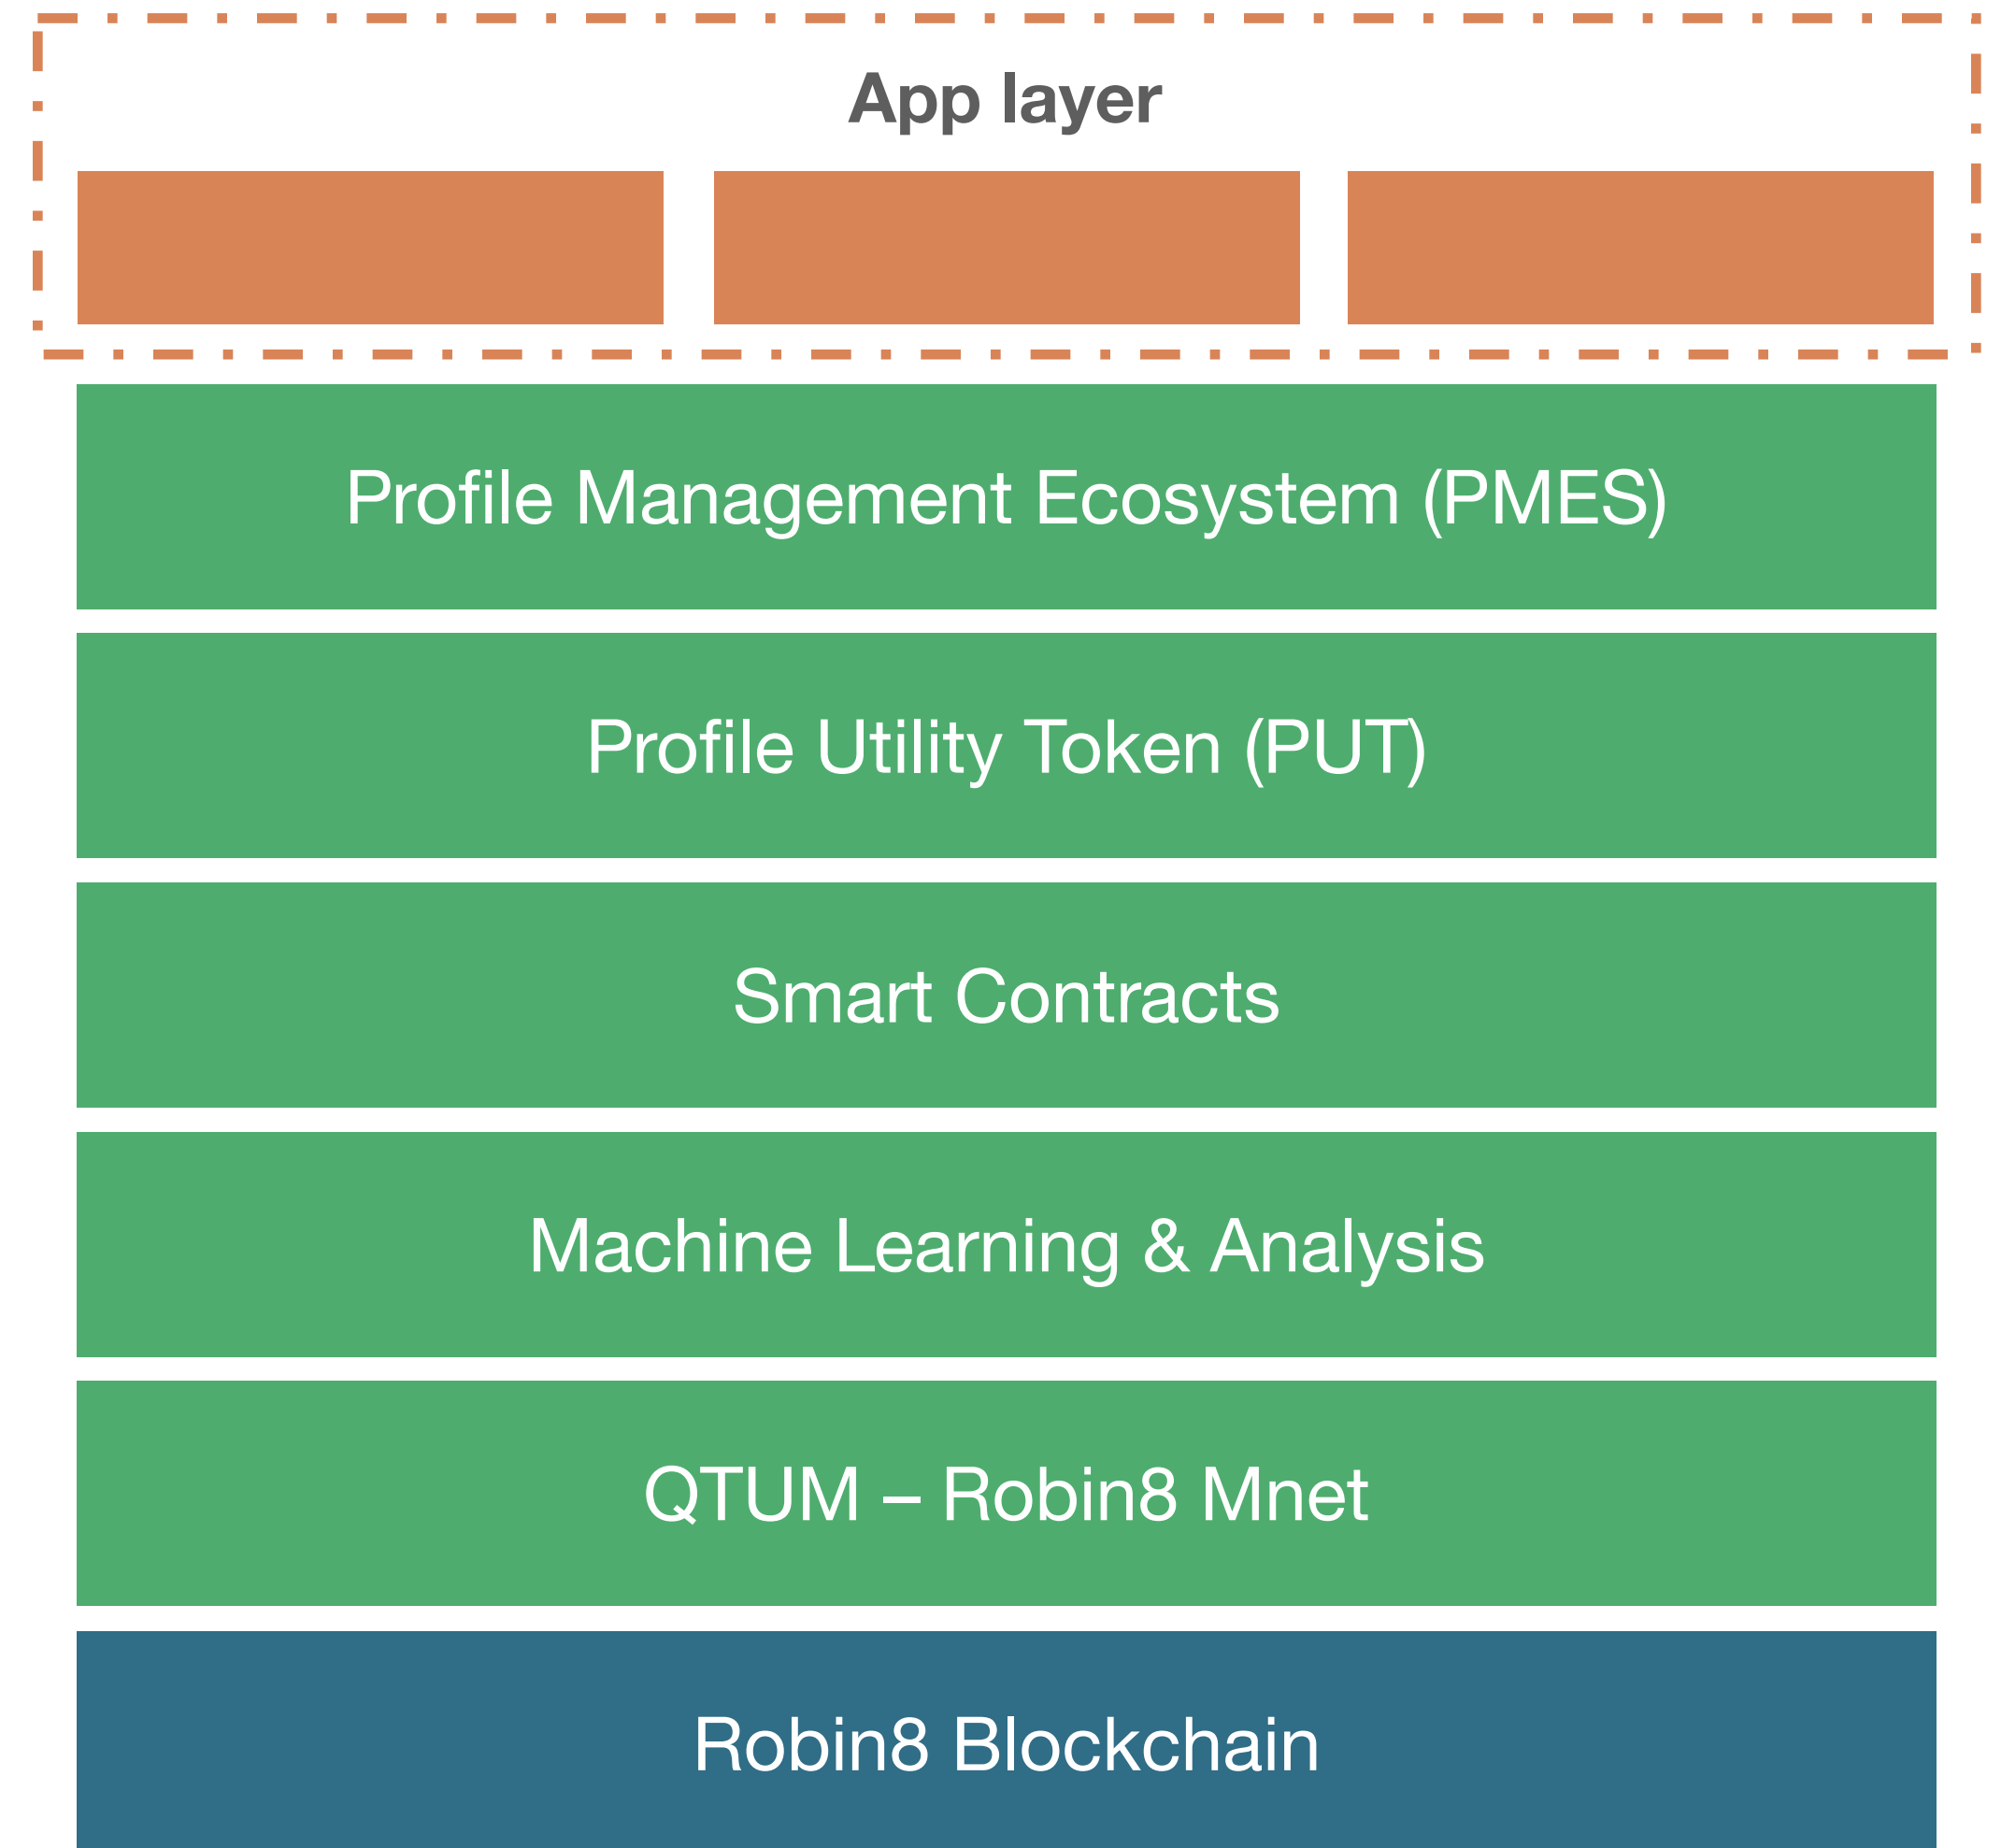 App layer
Profile Management Ecosystem (PMES)
Profile Utility Token (PUT)
Smart Contracts
Machine Learning & Analysis
QTUM – Robin8 Mnet
Robin8 Blockchain